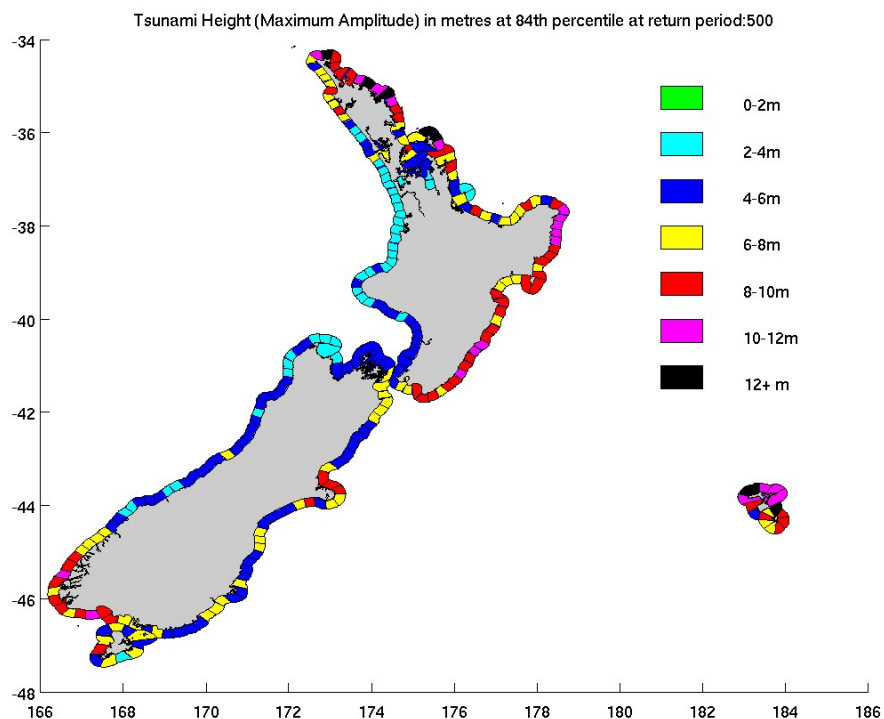 Tsunami Height (Maximum Amplitude) in metres at 84th percentile at return period:500
-34
-36
-38
-40
-42
-44
-46
-48
0-2m
2-4m
4-6m
6-8m
8-10m
10-12m
12+ m
166 168 170 172 174 176 178 180 182 184 186